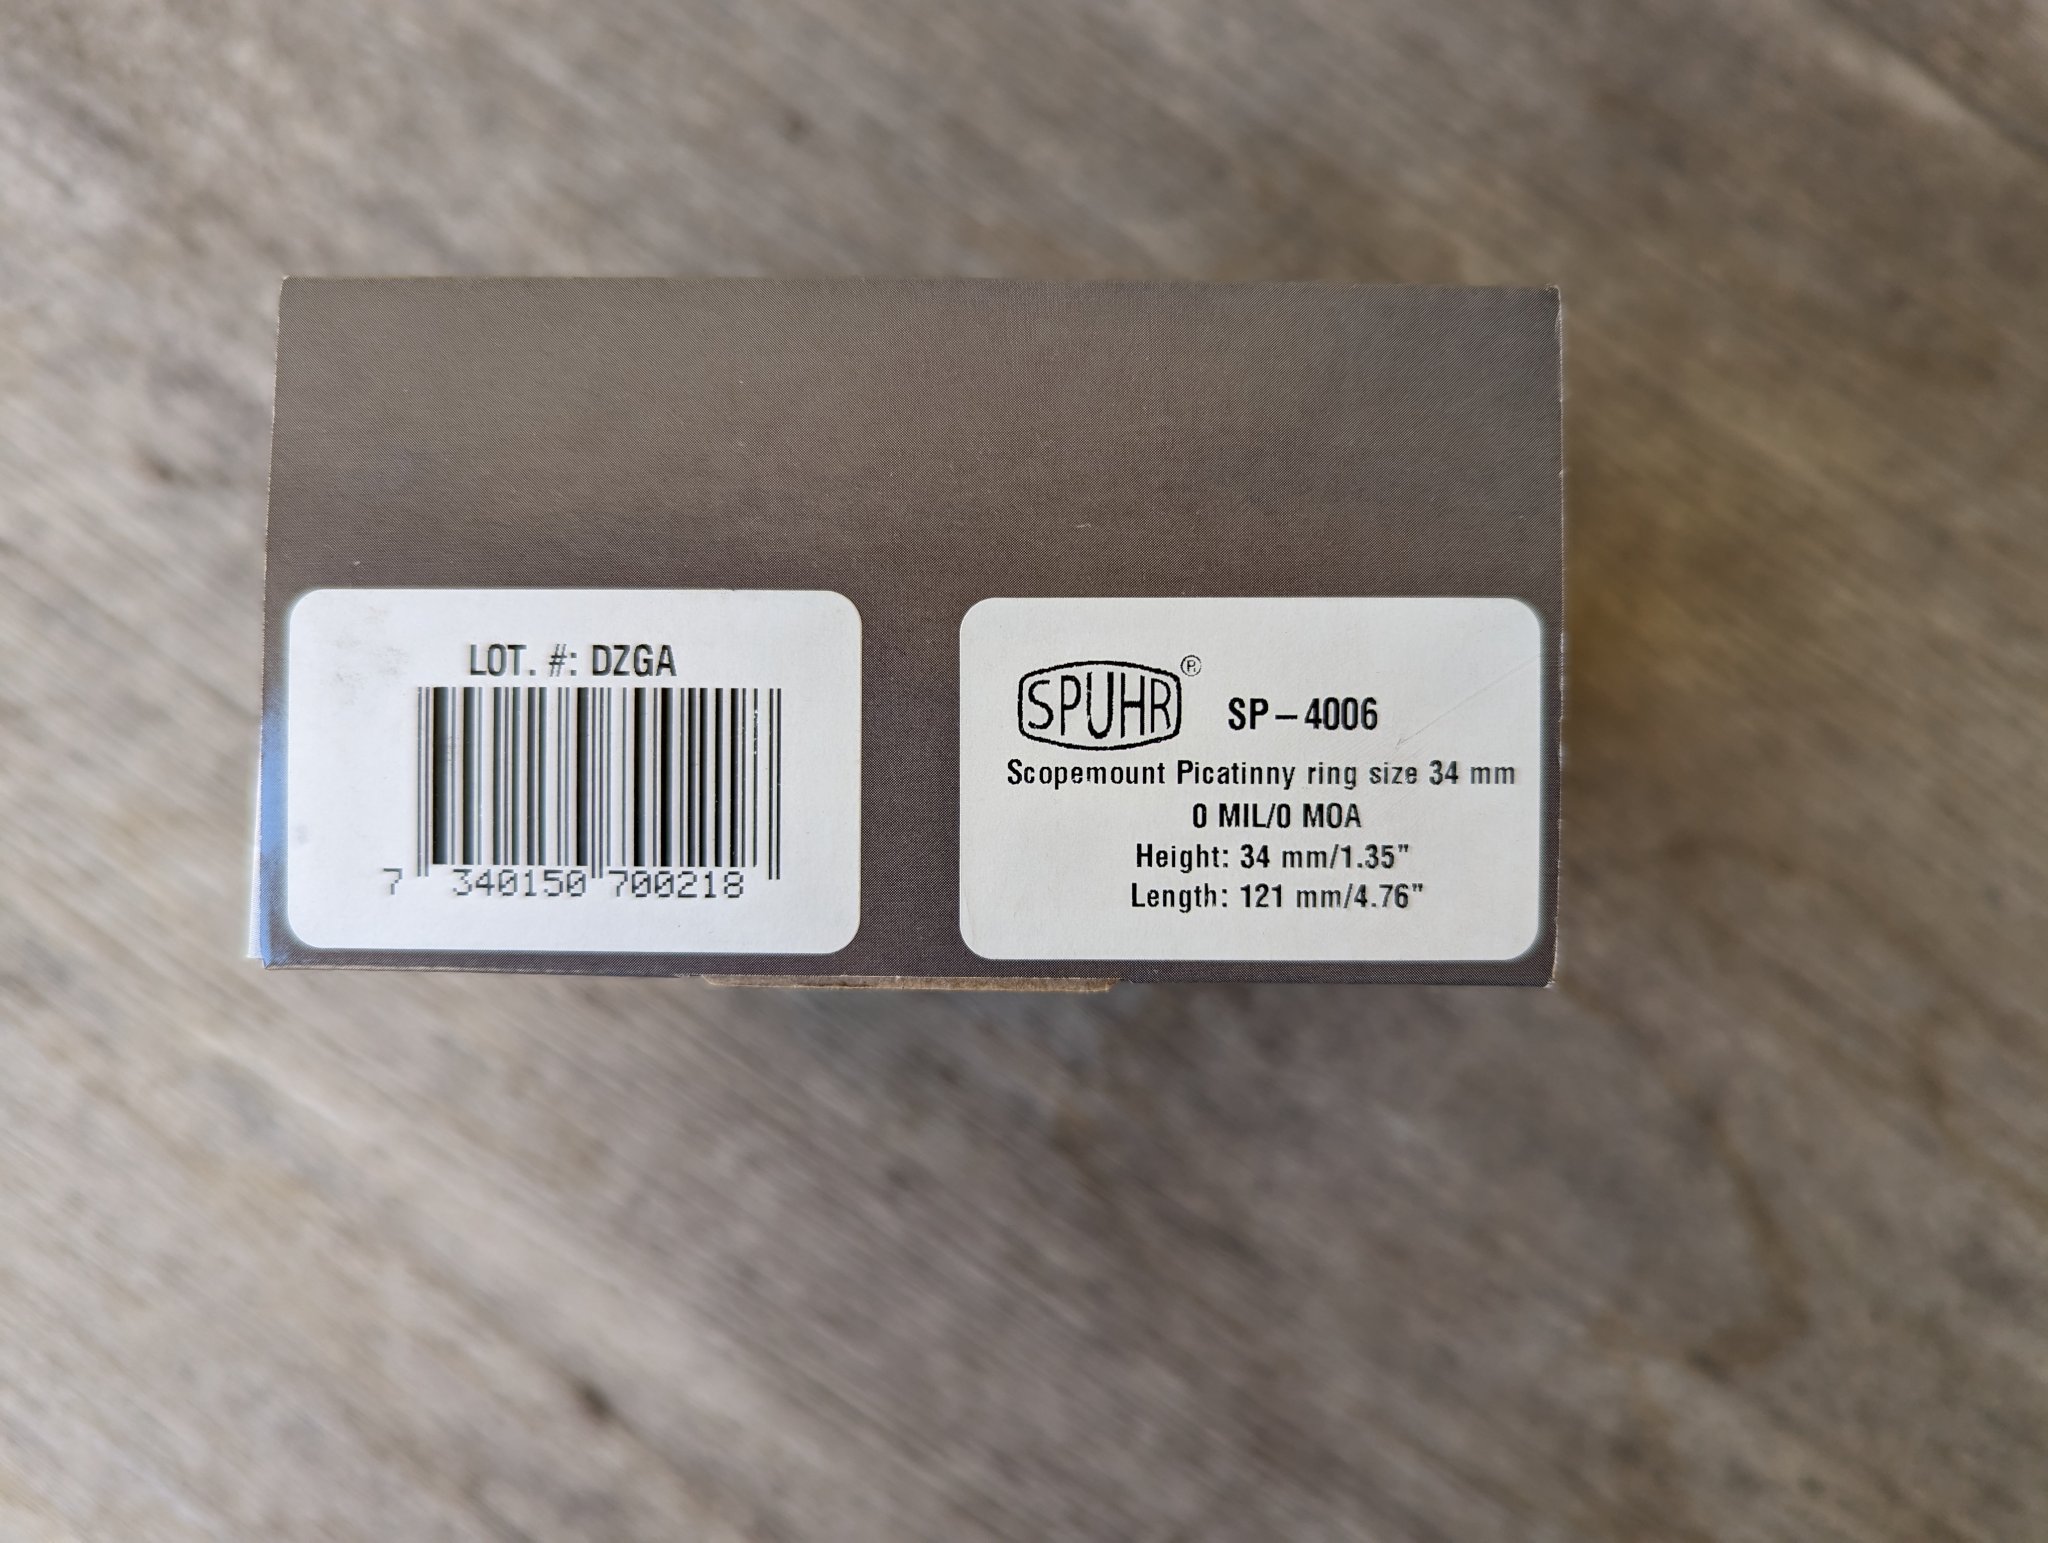 LOT. #: DZGA
7 340150 700218
SPUHR® SP–4006
Scopemount Picatinny ring size 34 mm
0 MIL/0 MOA
Height: 34 mm/1.35"
Length: 121 mm/4.76"